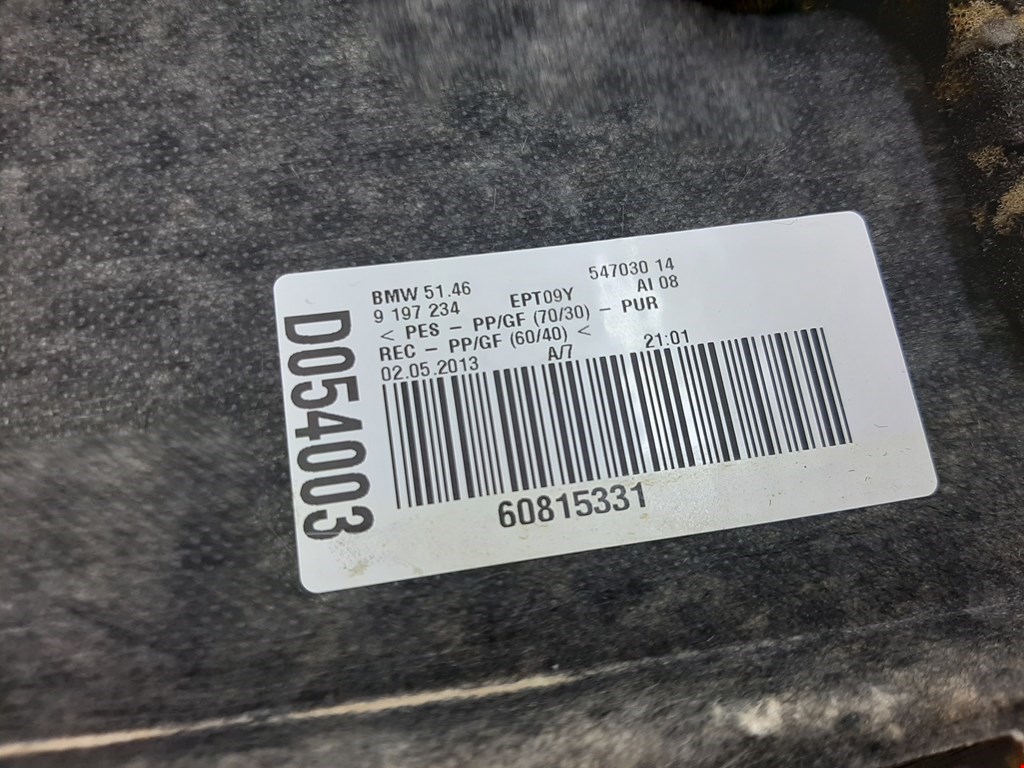 BMW 51.46 547030 14
9 197 234 EPT09Y AI 08
< PES - PP/GF (70/30) - PUR
REC - PP/GF (60/40) <
02.05.2013 A/7 21:01
60815331
D054003